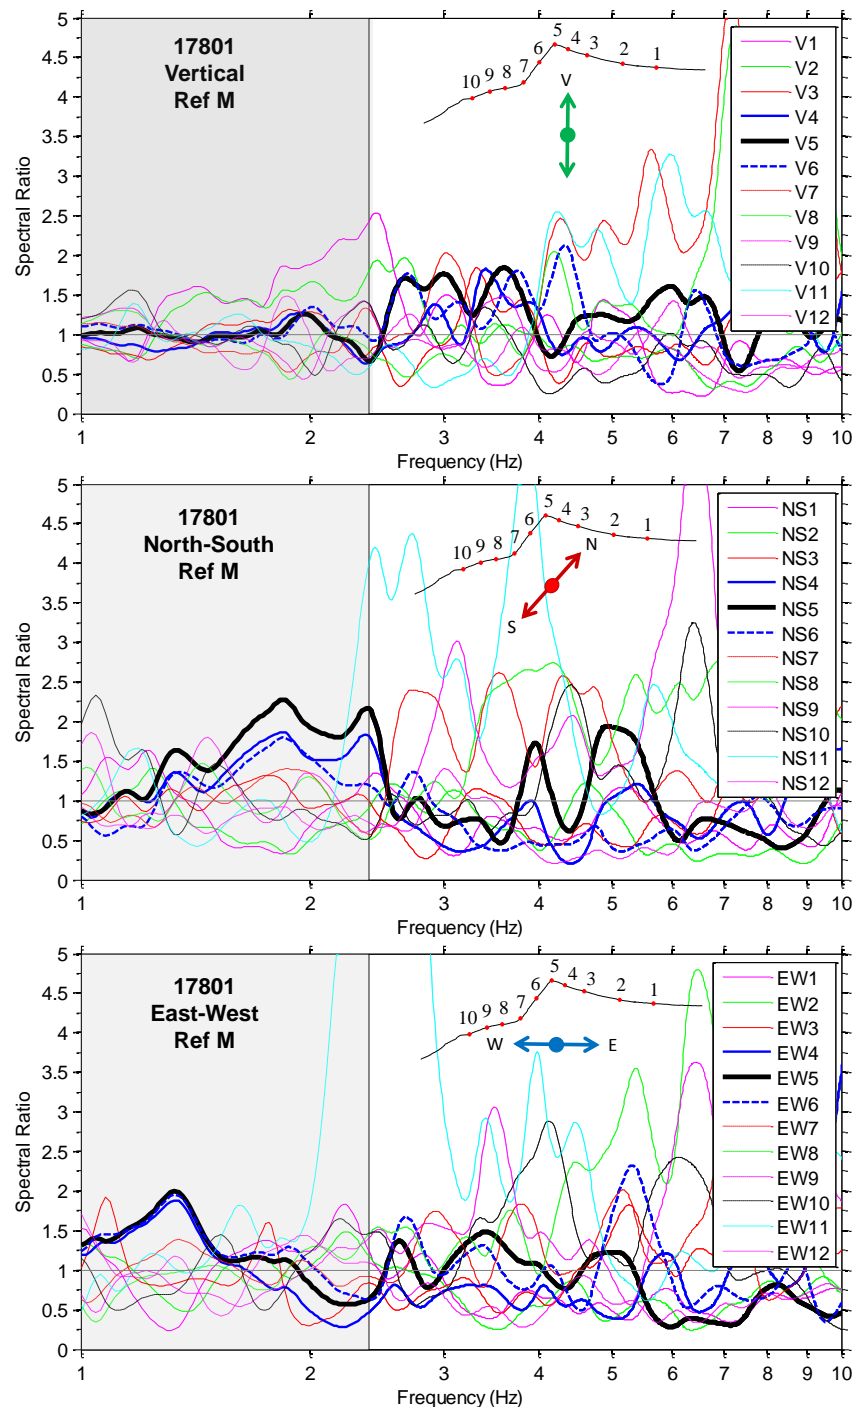 17801
Vertical
Ref M
5
4.5
4
3.5
3
2.5
2
1.5
1
0.5
0
Spectral Ratio
1 2 3 4 5 6 7 8 9 10
Frequency (Hz)
10 9 8 7 6 5 4 3 2 1
V
V1
V2
V3
V4
V5
V6
V7
V8
V9
V10
V11
V12
17801
North-South
Ref M
5
4.5
4
3.5
3
2.5
2
1.5
1
0.5
0
Spectral Ratio
1 2 3 4 5 6 7 8 9 10
Frequency (Hz)
10 9 8 7 6 5 4 3 2 1
N
S
NS1
NS2
NS3
NS4
NS5
NS6
NS7
NS8
NS9
NS10
NS11
NS12
17801
East-West
Ref M
5
4.5
4
3.5
3
2.5
2
1.5
1
0.5
0
Spectral Ratio
1 2 3 4 5 6 7 8 9 10
Frequency (Hz)
10 9 8 7 6 5 4 3 2 1
W E
EW1
EW2
EW3
EW4
EW5
EW6
EW7
EW8
EW9
EW10
EW11
EW12